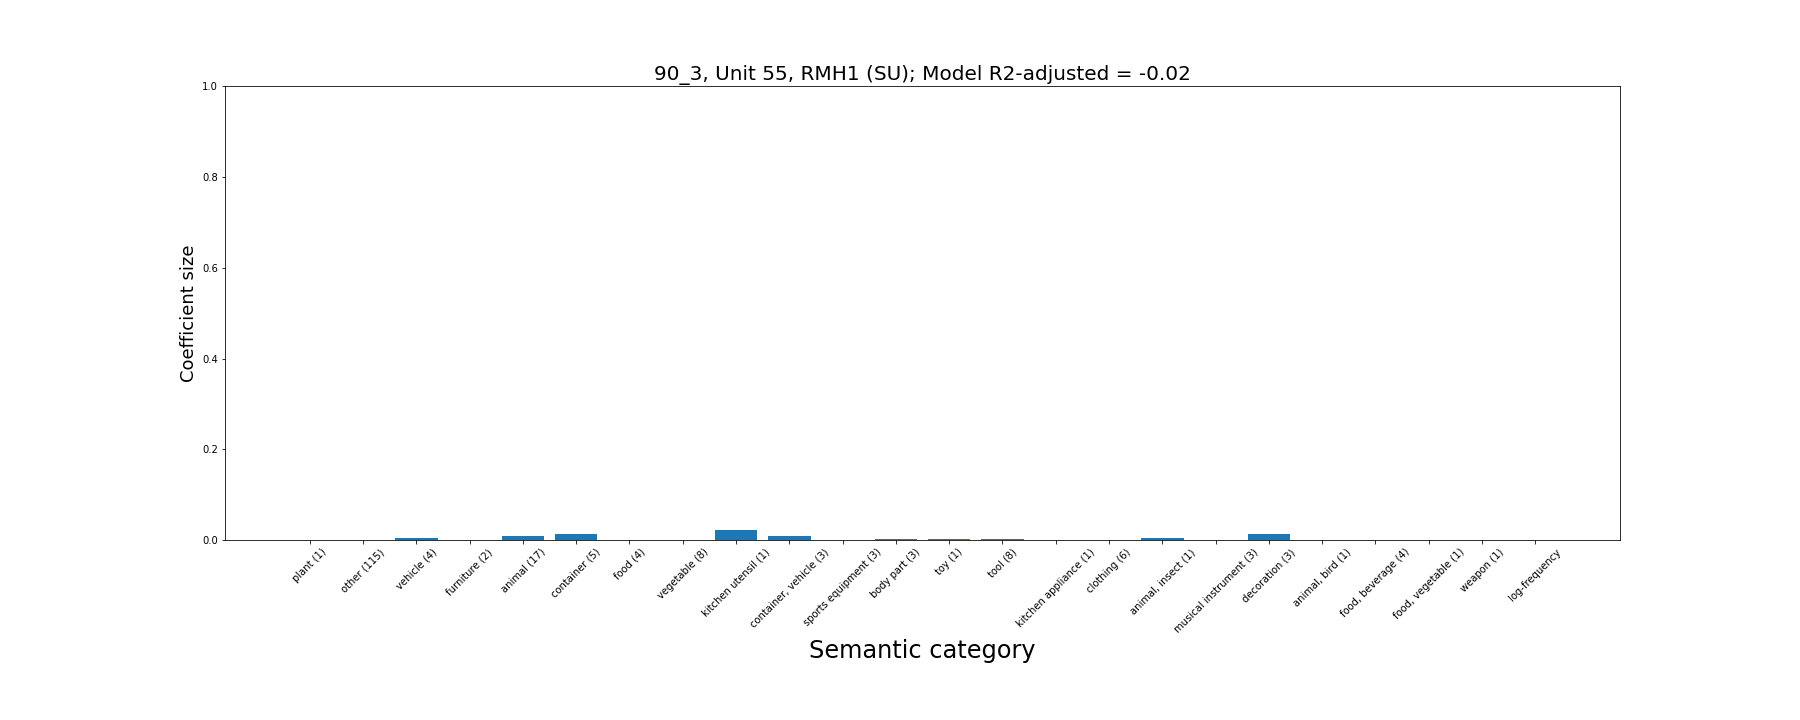 90_3, Unit 55, RMH1 (SU); Model R2-adjusted = -0.02
1.0
0.8
0.6
0.4
0.2
0.0
Coefficient size
plant (1)
other (115)
vehicle (4)
furniture (2)
animal (17)
container (5)
food (4)
vegetable (8)
kitchen utensil (1)
container, vehicle (3)
sports equipment (3)
body part (3)
toy (1)
tool (8)
kitchen appliance (1)
clothing (6)
animal, insect (1)
musical instrument (3)
decoration (3)
animal, bird (1)
food, beverage (4)
food, vegetable (1)
weapon (1)
log-frequency
Semantic category